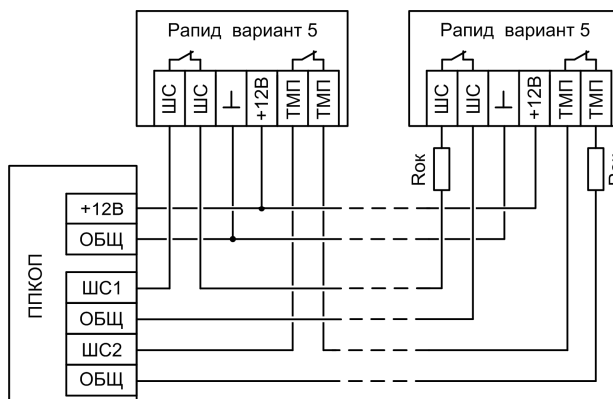 Рапид вариант 5
Рапид вариант 5
ШС ШС ⊥ +12В ТМП ТМП
ШС ШС ⊥ +12В ТМП ТМП
Rок
Rок
ППКОП
+12В
ОБЩ
ШС1
ОБЩ
ШС2
ОБЩ